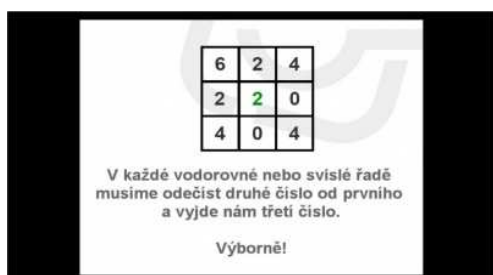 6 2 4
2 2 0
4 0 4
V každé vodorovné nebo svislé řadě
musíme odečíst druhé číslo od prvního
a vyjde nám třetí číslo.
Výborně!